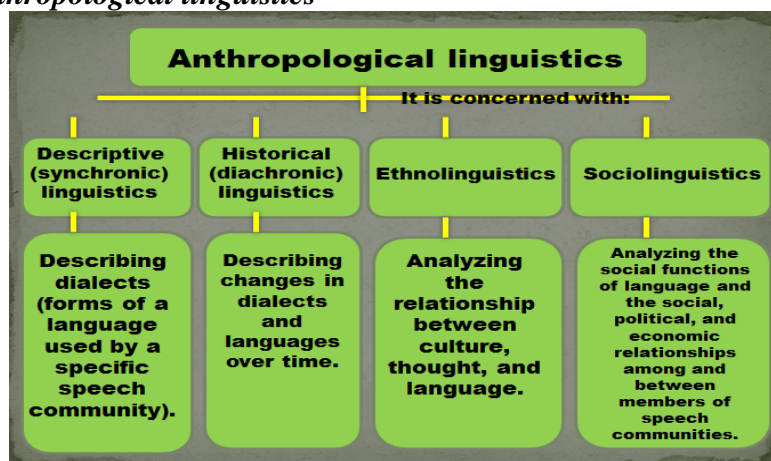 thropological linguistics
Anthropological linguistics
It is concerned with:
Descriptive
(synchronic)
linguistics
Historical
(diachronic)
linguistics
Ethnolinguistics
Sociolinguistics
Describing
dialects
(forms of a
language
used by a
specific
speech
community).
Describing
changes in
dialects
and
languages
over time.
Analyzing
the
relationship
between
culture,
thought, and
language.
Analyzing the
social functions
of language and
the social,
political, and
economic
relationships
among and
between
members of
speech
communities.